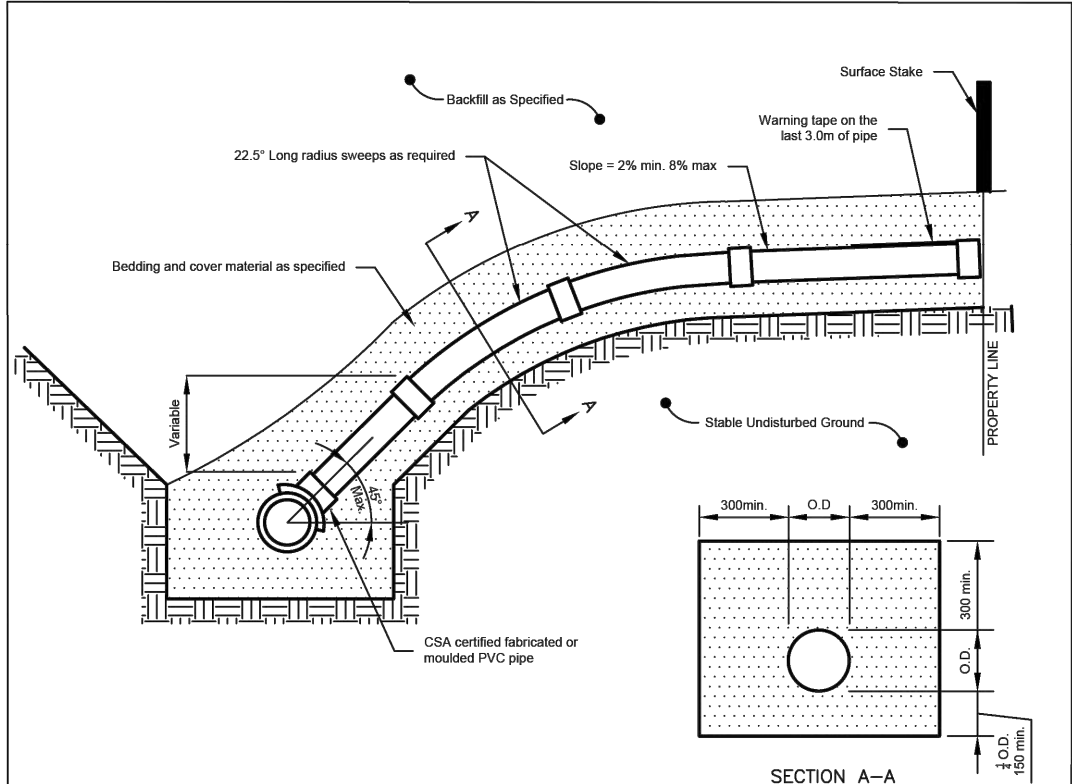 Surface Stake
Backfill as Specified
Warning tape on the
last 3.0m of pipe
22.5° Long radius sweeps as required
Slope = 2% min. 8% max
A
Bedding and cover material as specified
A
Variable
Stable Undisturbed Ground
PROPERTY LINE
45°
Max.
300min.
O.D
300min.
300 min.
O.D.
1/4 O.D.
150 min.
CSA certified fabricated or
moulded PVC pipe
SECTION A-A